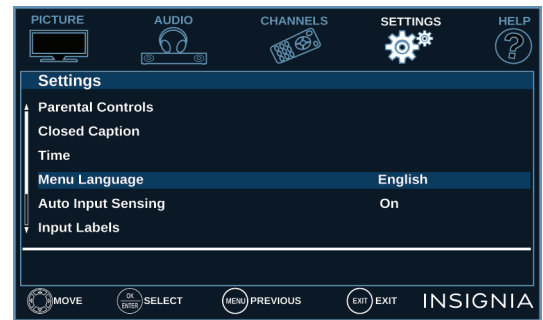 PICTURE AUDIO CHANNELS SETTINGS HELP
Settings
Parental Controls
Closed Caption
Time
Menu Language English
Auto Input Sensing On
Input Labels
MOVE OK ENTER SELECT MENU PREVIOUS EXIT EXIT INSIGNIA